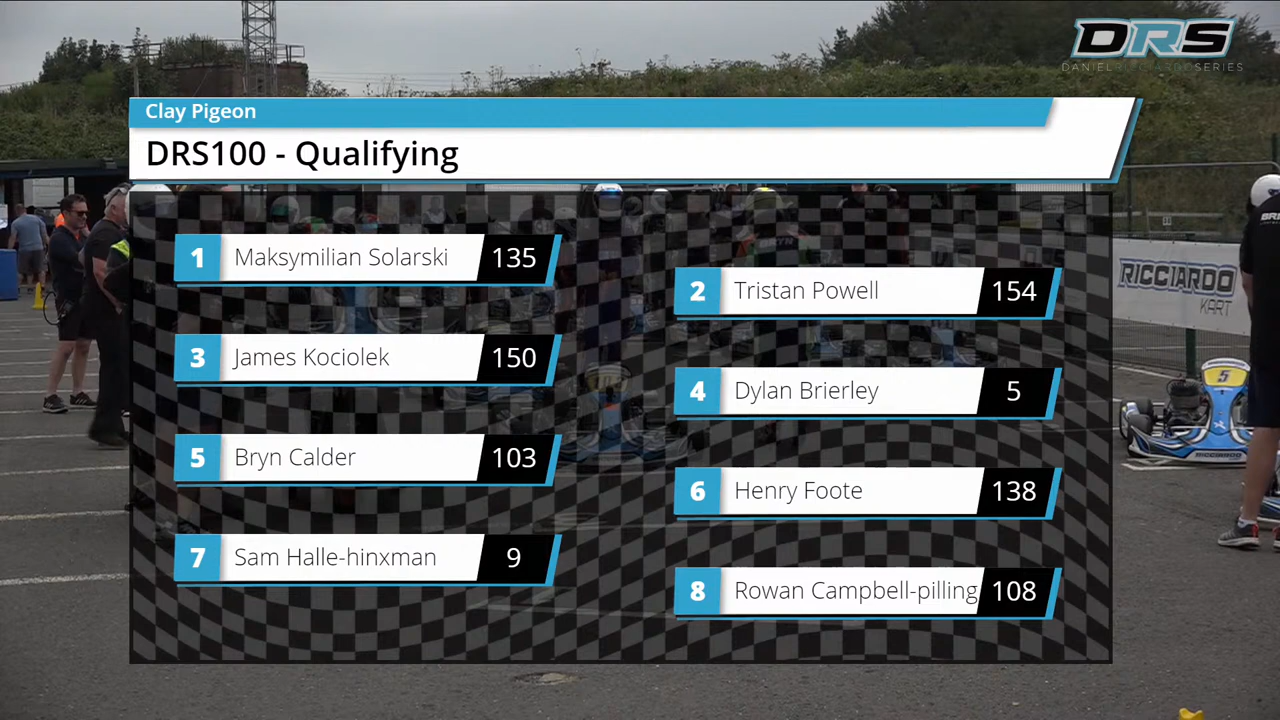 DRS
DANIELRICCIARDOSERIES
Clay Pigeon
DRS100 - Qualifying
1 Maksymilian Solarski 135
2 Tristan Powell 154
3 James Kociolek 150
4 Dylan Brierley 5
5 Bryn Calder 103
6 Henry Foote 138
7 Sam Halle-hinxman 9
8 Rowan Campbell-pilling 108
RICCIARDO
KART
5
RICCIARDO